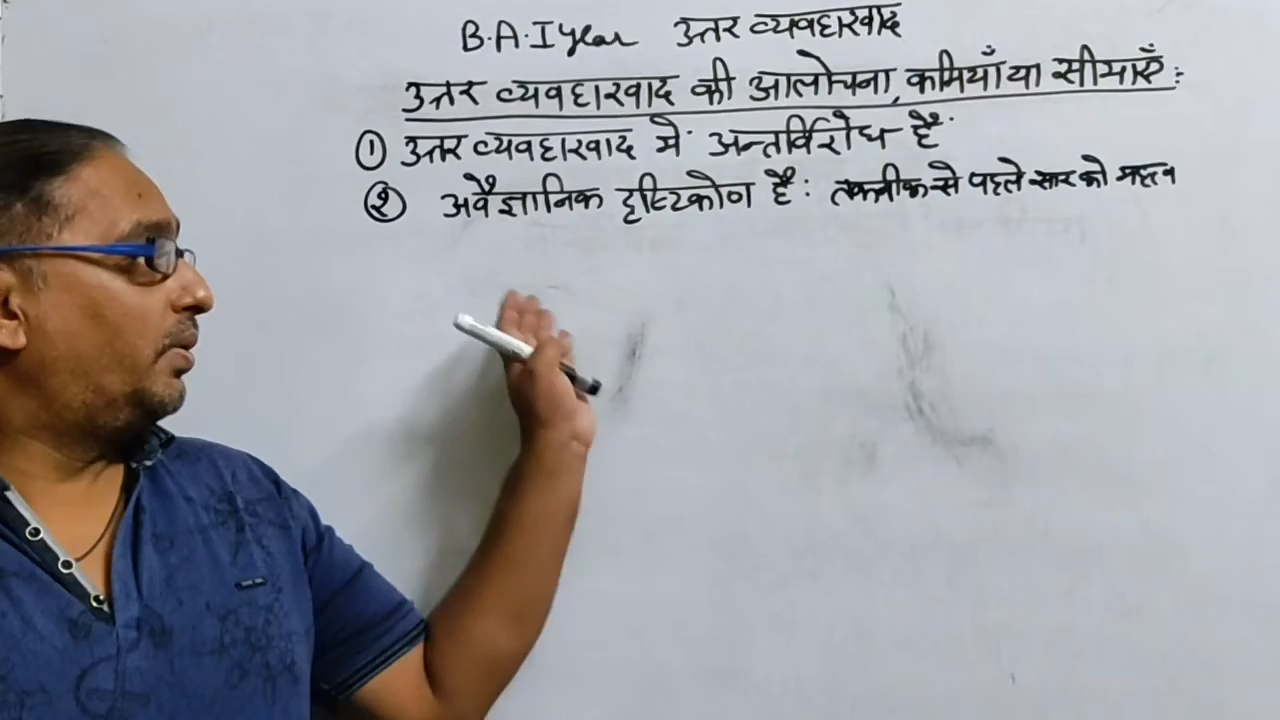 B.A.I year उत्तर व्यवहारवाद
उत्तर व्यवहारवाद की आलोचना, कमियाँ या सीमाएँ :
① उत्तर व्यवहारवाद में अन्तर्विरोध है
② अवैज्ञानिक दृष्टिकोण है : तकनीक से पहले सार को महत्व